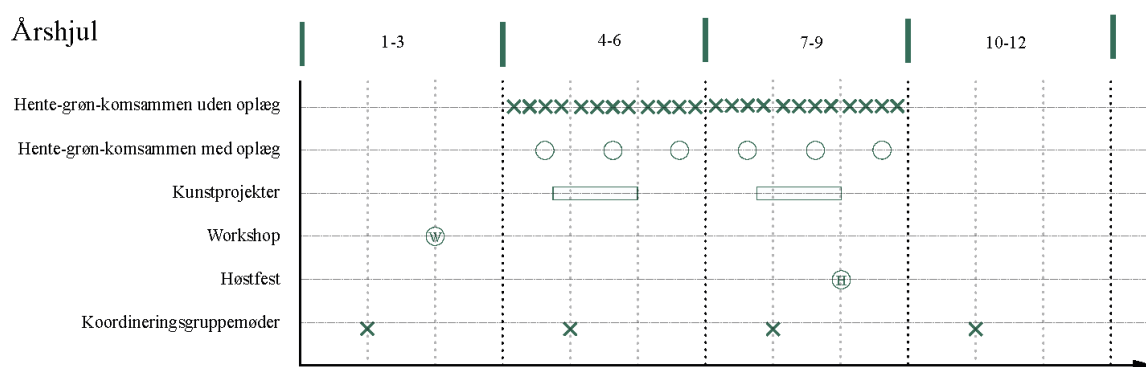 Årshjul
1-3
4-6
7-9
10-12
Hente-grøn-komsammen uden oplæg
Hente-grøn-komsammen med oplæg
Kunstprojekter
Workshop
W
Høstfest
H
Koordineringsgruppemøder